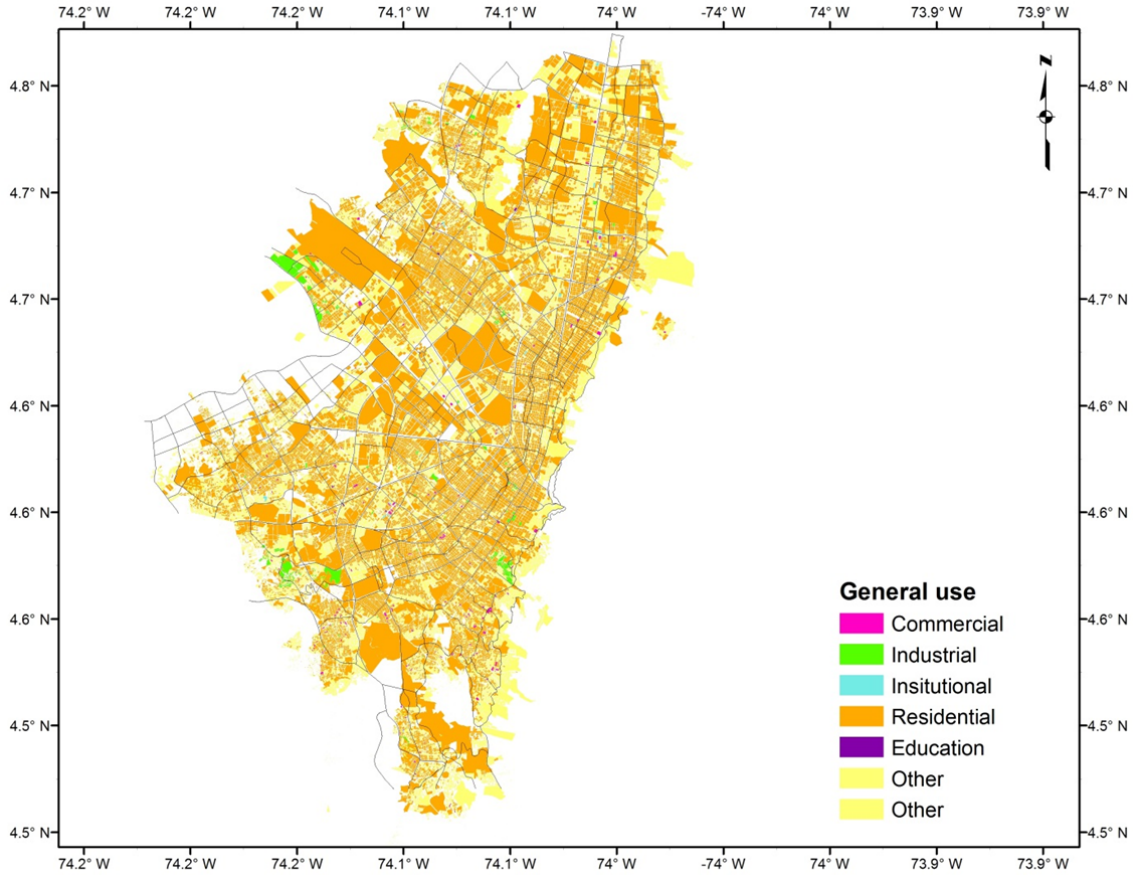 74.2° W 74.2° W 74.2° W 74.1° W 74.1° W 74° W -74° W 74° W 73.9° W 73.9° W
N
4.8° N 4.8° N
4.7° N 4.7° N
4.7° N 4.7° N
4.6° N 4.6° N
4.6° N 4.6° N
General use
Commercial
4.6° N 4.6° N
Industrial
Insitutional
Residential
4.5° N 4.5° N
Education
Other
Other
4.5° N 4.5° N
74.2° W 74.2° W 74.2° W 74.1° W 74.1° W 74° W -74° W 74° W 73.9° W 73.9° W